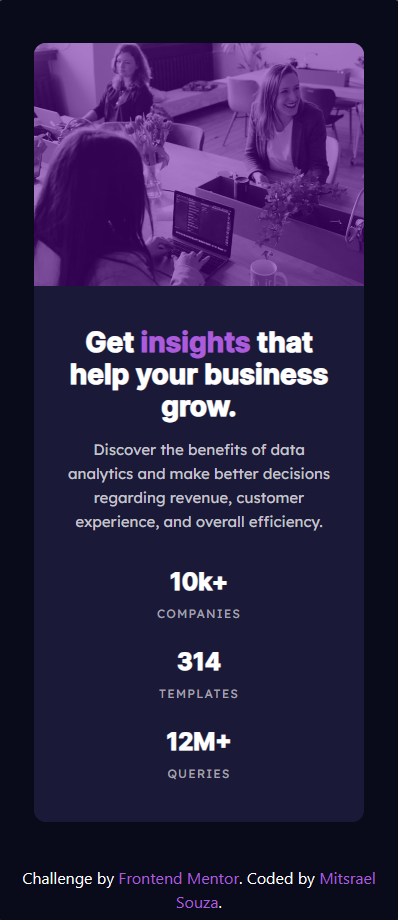 Get insights that
help your business
grow.
Discover the benefits of data
analytics and make better decisions
regarding revenue, customer
experience, and overall efficiency.
10k+
COMPANIES
314
TEMPLATES
12M+
QUERIES
Challenge by Frontend Mentor. Coded by Mitsrael
Souza.